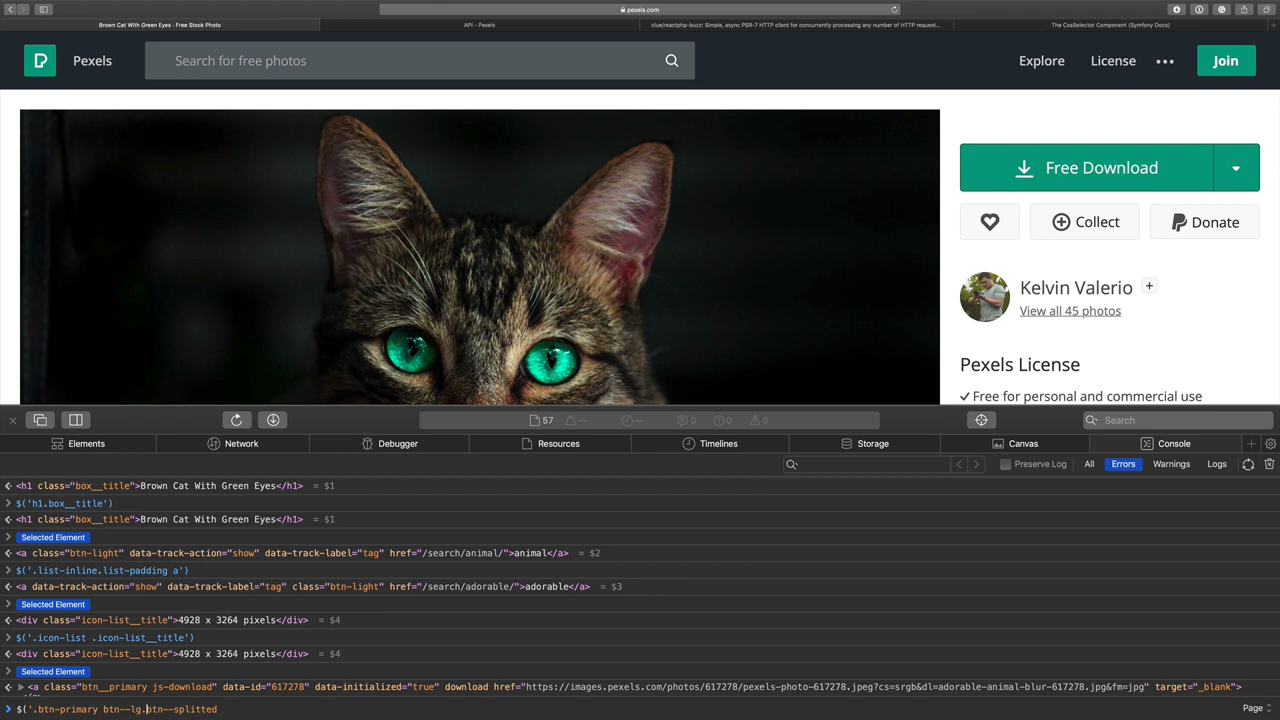 pexels.com
Brown Cat With Green Eyes · Free Stock Photo
API - Pexels
clue/reactphp-buzz: Simple, async PSR-7 HTTP client for concurrently processing any number of HTTP request...
The CssSelector Component (Symfony Docs)
Pexels
Search for free photos
Explore
License
Join
Free Download
Collect
Donate
Kelvin Valerio
View all 45 photos
Pexels License
Free for personal and commercial use
57
0
0
0
Search
Elements
Network
Debugger
Resources
Timelines
Storage
Canvas
Console
Preserve Log
All
Errors
Warnings
Logs
<h1 class="box__title">Brown Cat With Green Eyes</h1> = $1
$('h1.box__title')
<h1 class="box__title">Brown Cat With Green Eyes</h1> = $1
Selected Element
<a class="btn-light" data-track-action="show" data-track-label="tag" href="/search/animal/">animal</a> = $2
$('.list-inline.list-padding a')
<a data-track-action="show" data-track-label="tag" class="btn-light" href="/search/adorable/">adorable</a> = $3
Selected Element
<div class="icon-list__title">4928 x 3264 pixels</div> = $4
$('.icon-list .icon-list__title')
<div class="icon-list__title">4928 x 3264 pixels</div> = $4
Selected Element
<a class="btn__primary js-download" data-id="617278" data-initialized="true" download href="https://images.pexels.com/photos/617278/pexels-photo-617278.jpeg?cs=srgb&dl=adorable-animal-blur-617278.jpg&fm=jpg" target="_blank">
$('.btn-primary btn--lg.btn--splitted
Page